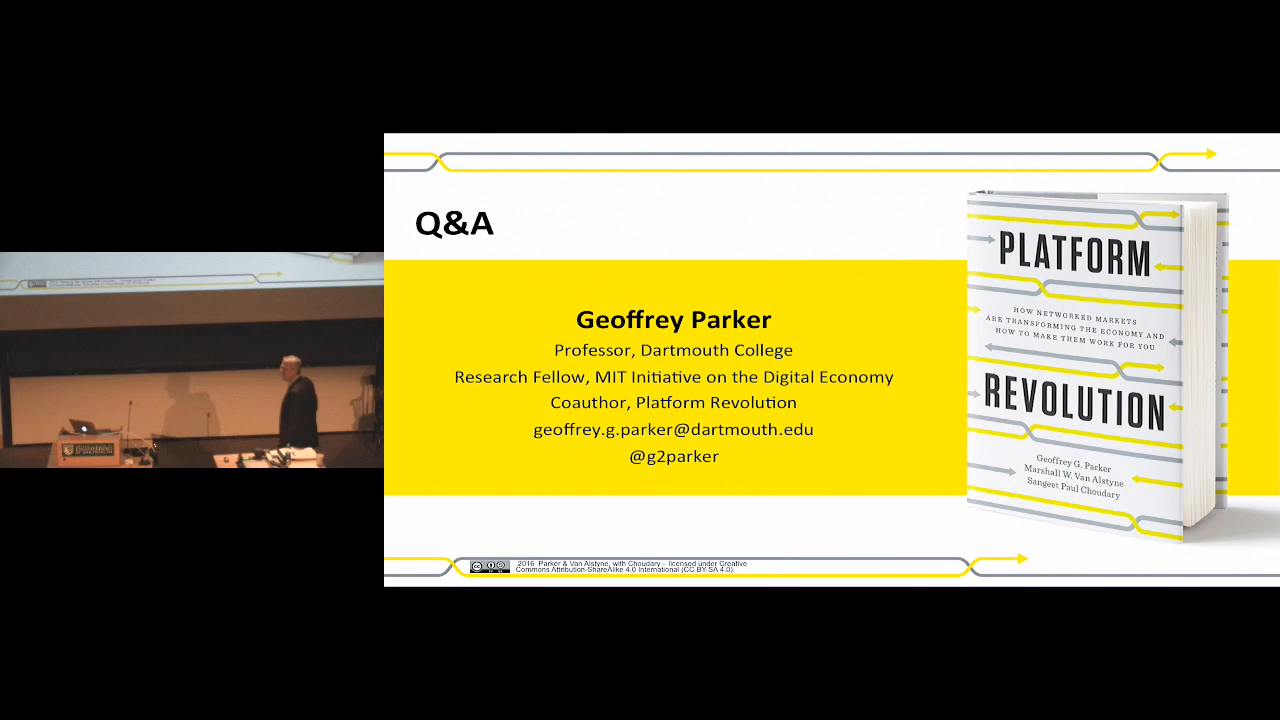 Q&A
Geoffrey Parker
Professor, Dartmouth College
Research Fellow, MIT Initiative on the Digital Economy
Coauthor, Platform Revolution
geoffrey.g.parker@dartmouth.edu
@g2parker
PLATFORM
HOW NETWORKED MARKETS
ARE TRANSFORMING THE ECONOMY AND
HOW TO MAKE THEM WORK FOR YOU
REVOLUTION
Geoffrey G. Parker
Marshall W. Van Alstyne
Sangeet Paul Choudary
2016 Parker & Van Alstyne, with Choudary – licensed under Creative
Commons Attribution-ShareAlike 4.0 International (CC BY-SA 4.0).